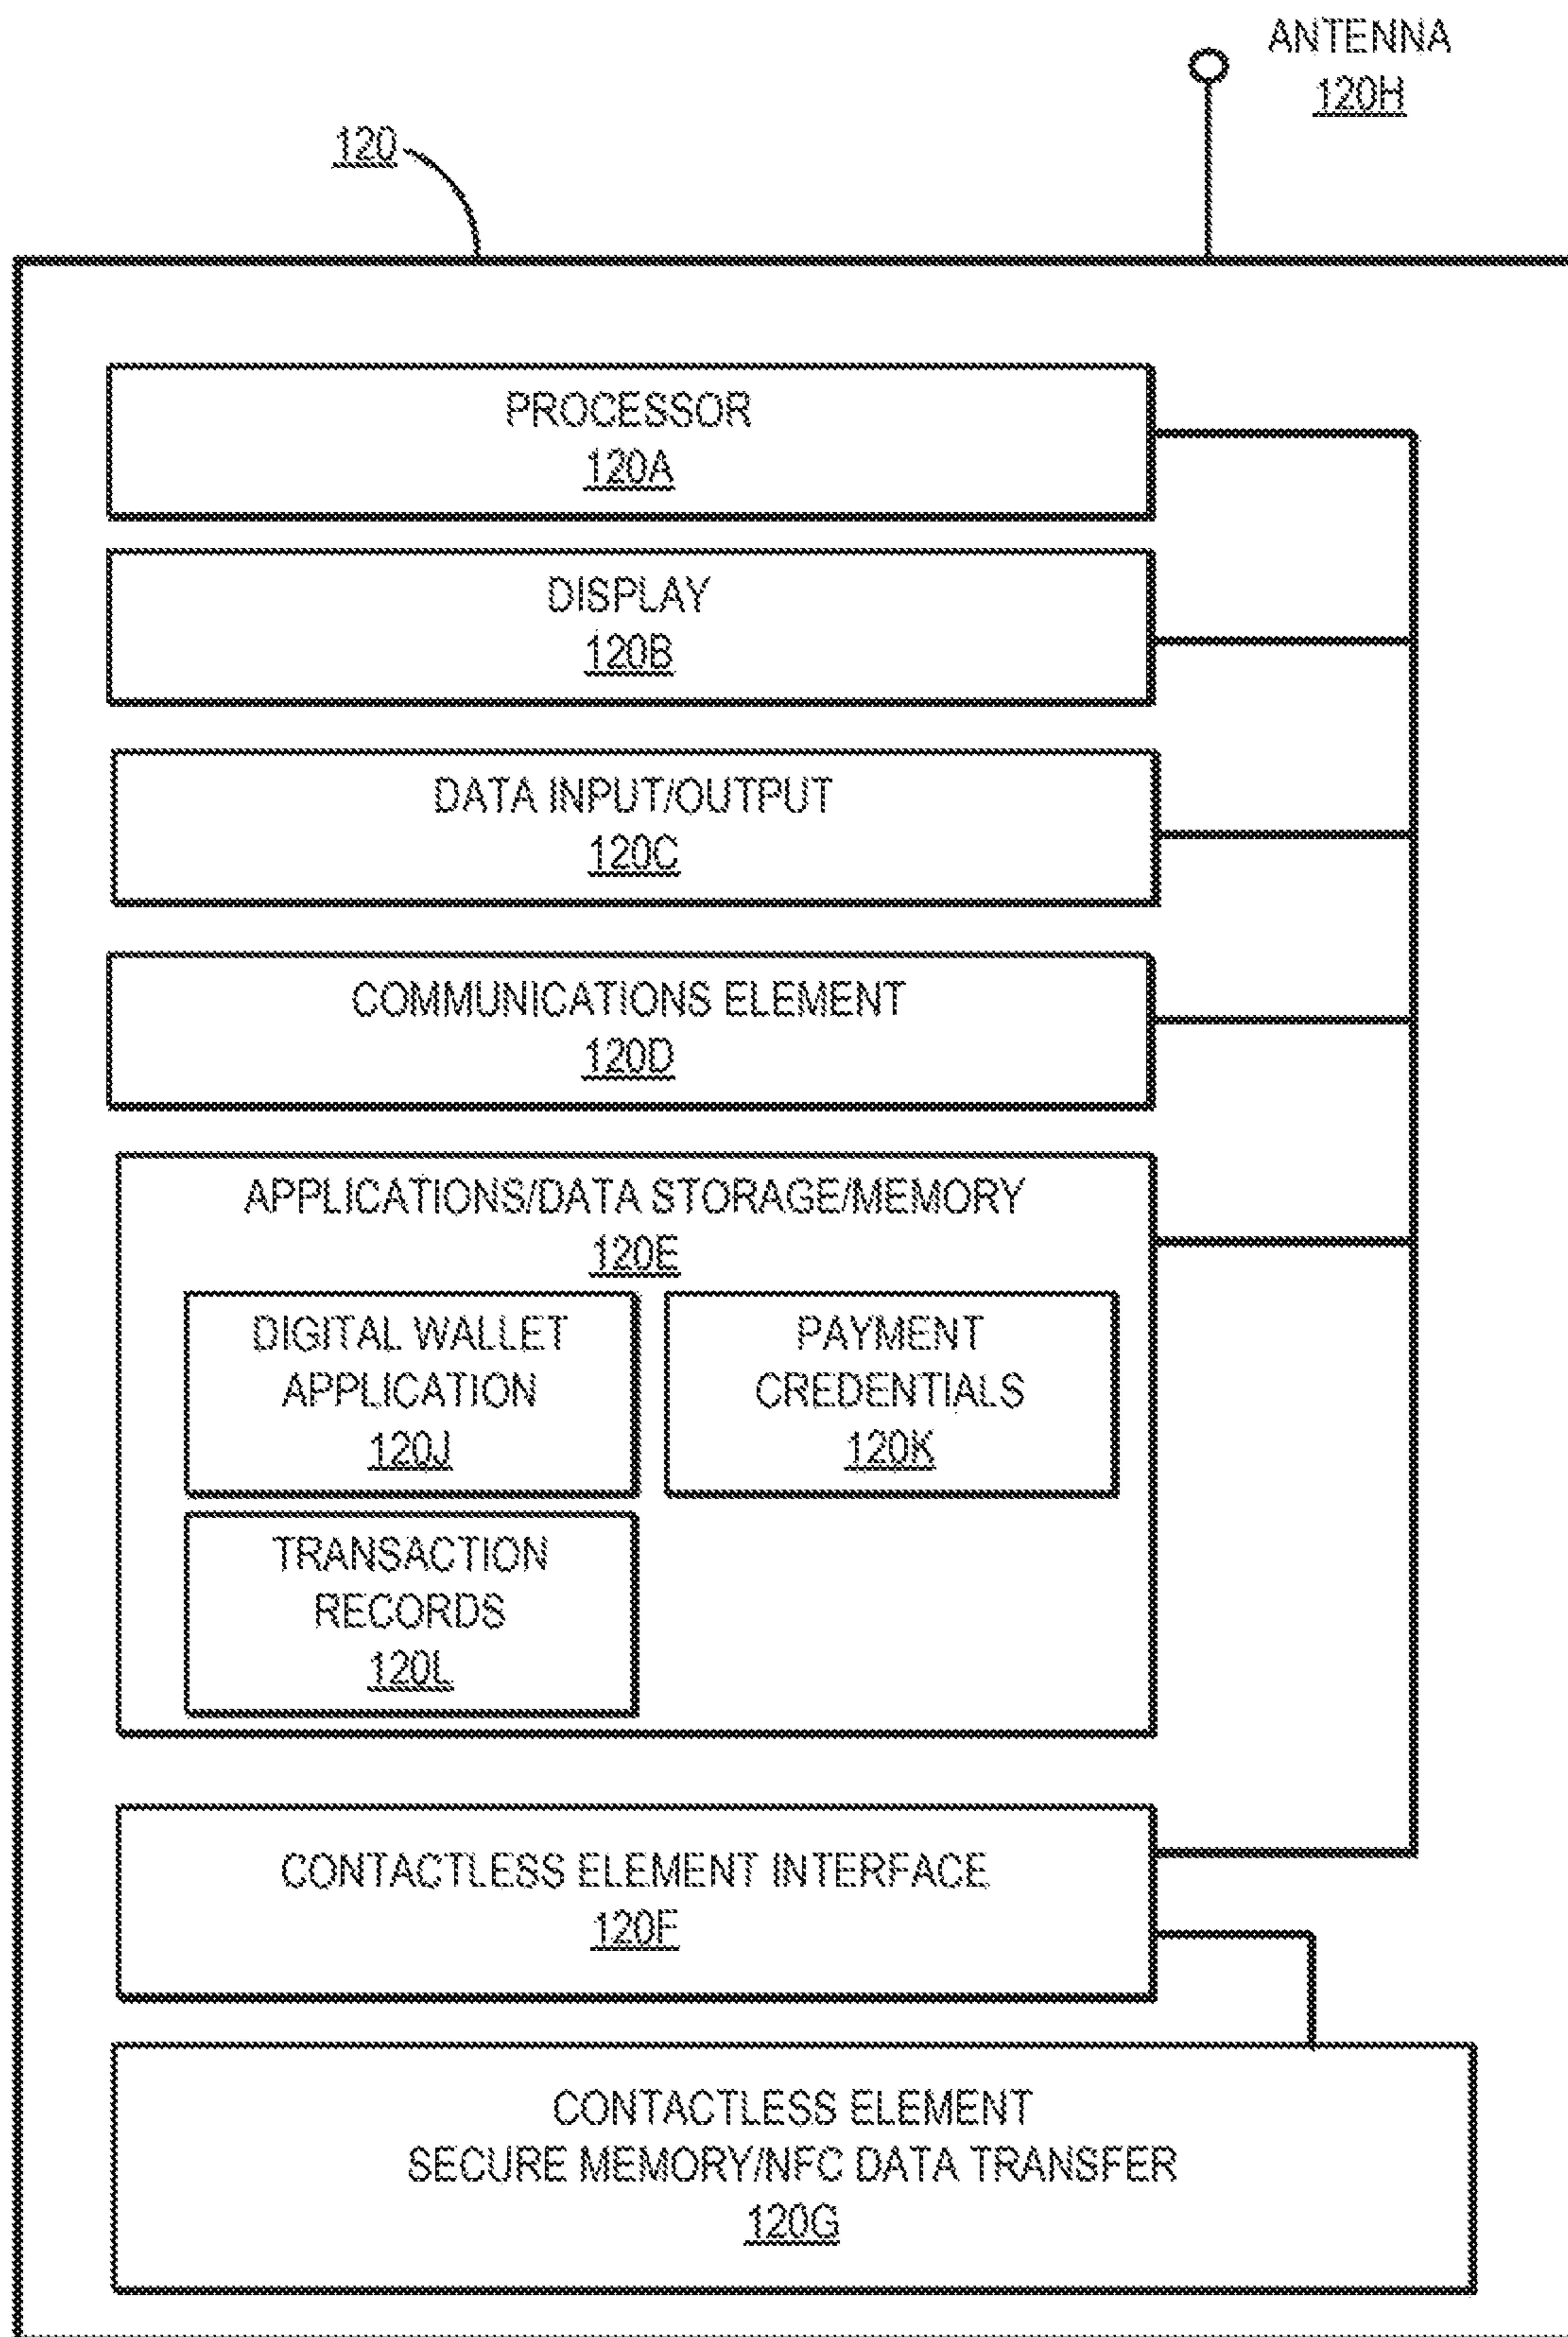 ANTENNA
120H
120
PROCESSOR
120A
DISPLAY
120B
DATA INPUT/OUTPUT
120C
COMMUNICATIONS ELEMENT
120D
APPLICATIONS/DATA STORAGE/MEMORY
120E
DIGITAL WALLET
APPLICATION
120J
PAYMENT
CREDENTIALS
120K
TRANSACTION
RECORDS
120L
CONTACTLESS ELEMENT INTERFACE
120F
CONTACTLESS ELEMENT
SECURE MEMORY/NFC DATA TRANSFER
120G